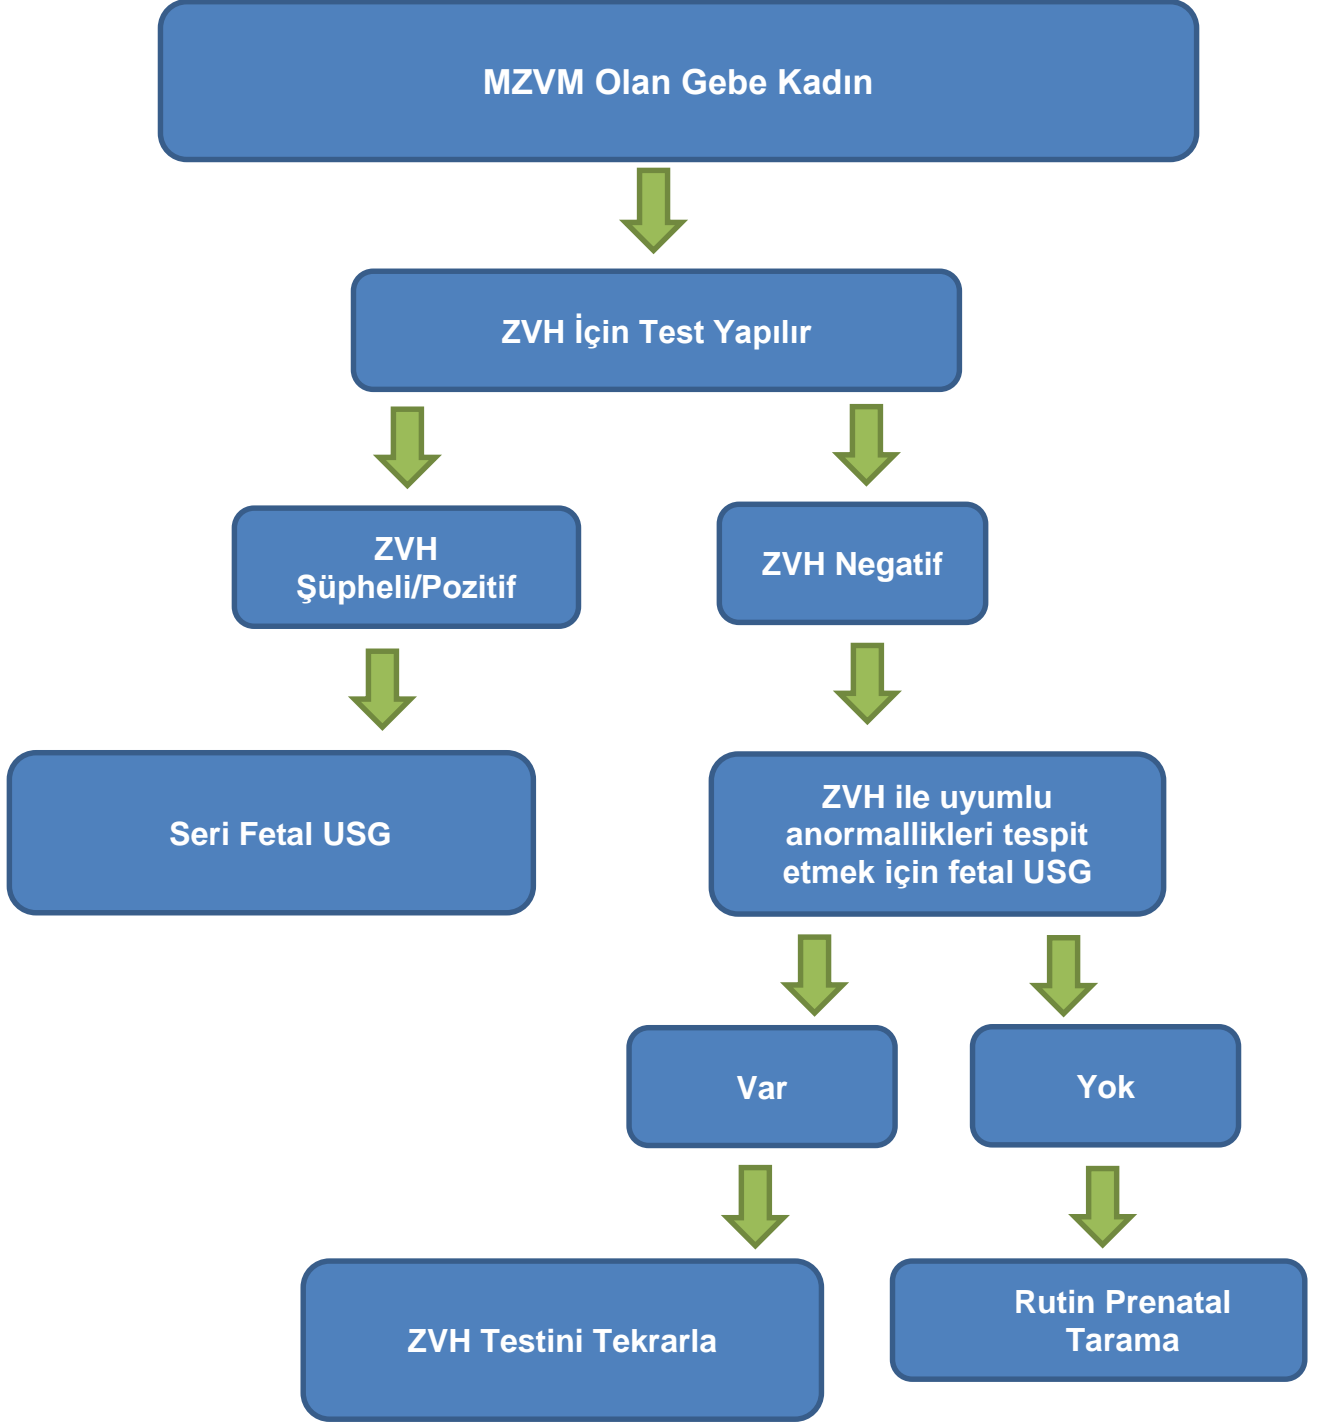 MZVM Olan Gebe Kadın
ZVH İçin Test Yapılır
ZVH
Şüpheli/Pozitif
ZVH Negatif
Seri Fetal USG
ZVH ile uyumlu
anormallikleri tespit
etmek için fetal USG
Var
Yok
ZVH Testini Tekrarla
Rutin Prenatal
Tarama